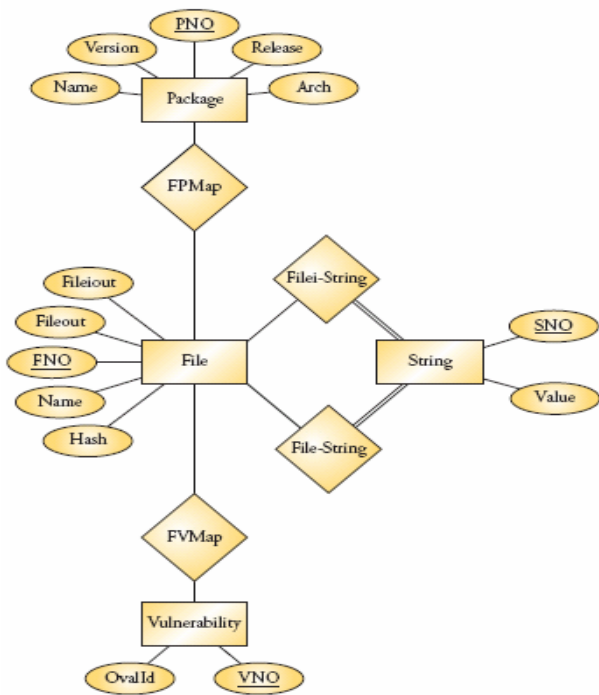 PNO
Version
Release
Name
Arch
Package
FPMap
Fileiout
Filei-String
Fileout
SNO
FNO
File
String
Name
Value
Hash
File-String
FVMap
Vulnerability
OvalId
VNO